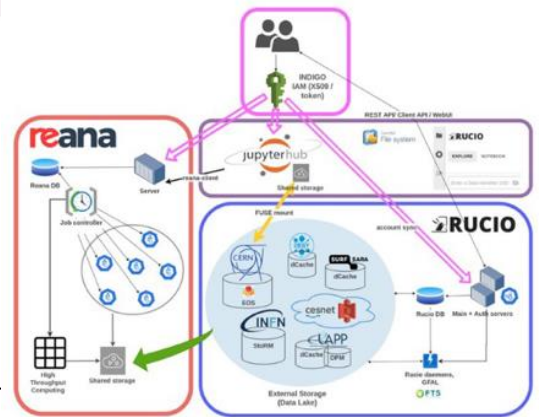 INDIGO
IAM (X509 /
token)
REST API/ Client API / WebUI
reana
jupyterhub
File system
RUCIO
EXPLORE NOTEBOOK
Reana DB
Server
reana-client
Shared storage
Job controller
FUSE mount
account sync
RUCIO
CERN
EOS
DESY
dCache
SURF SARA
dCache
cesnet
INFN
StoRM
LAPP
dCache
DPM
Rucio DB
Main + Auth servers
High
Throughput
Computing
Shared storage
External Storage
(Data Lake)
Rucio daemons,
GFAL
FTS